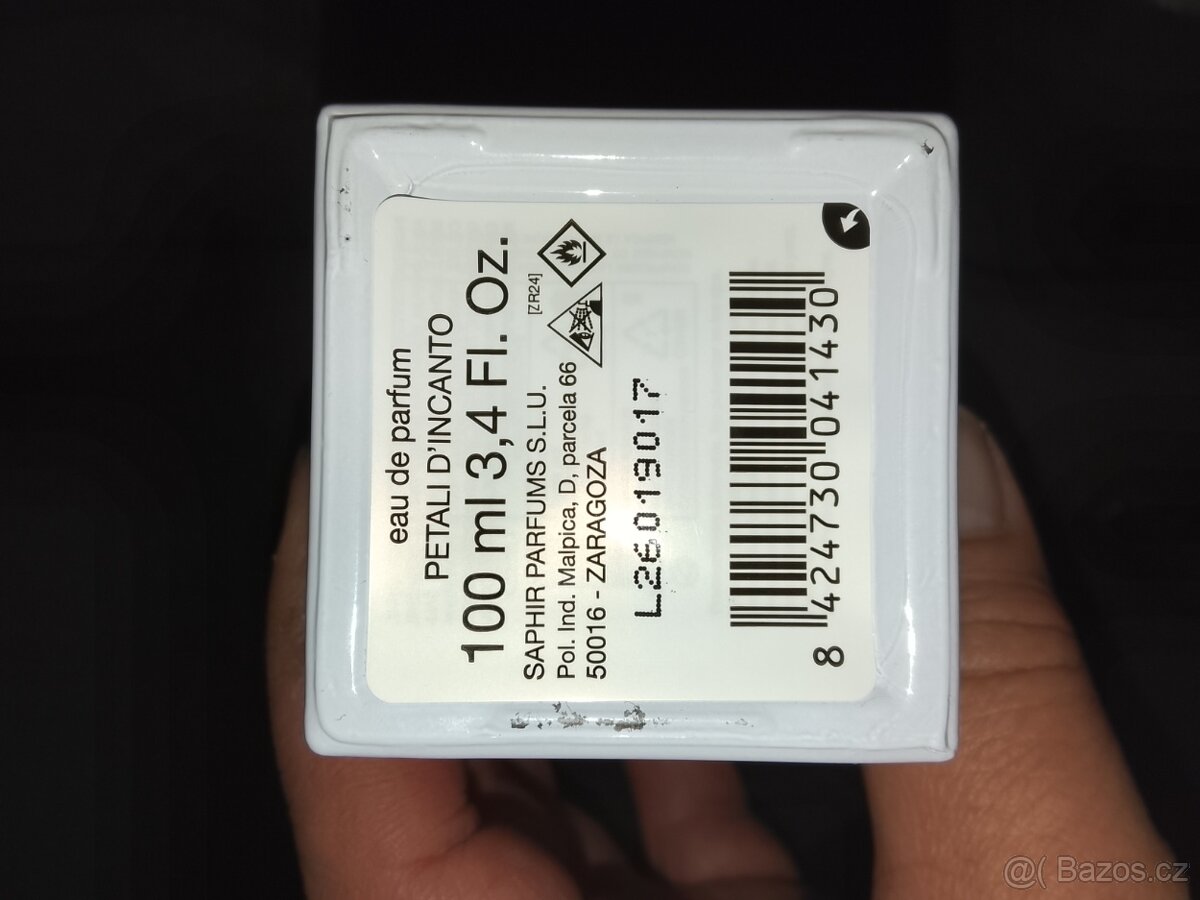 eau de parfum
PETALI D'INCANTO
100 ml 3,4 Fl. Oz.
SAPHIR PARFUMS S.L.U. [ZR24]
Pol. Ind. Malpica, D, parcela 66
50016 - ZARAGOZA
L26019017
8 424730 041430
@( Bazos.cz